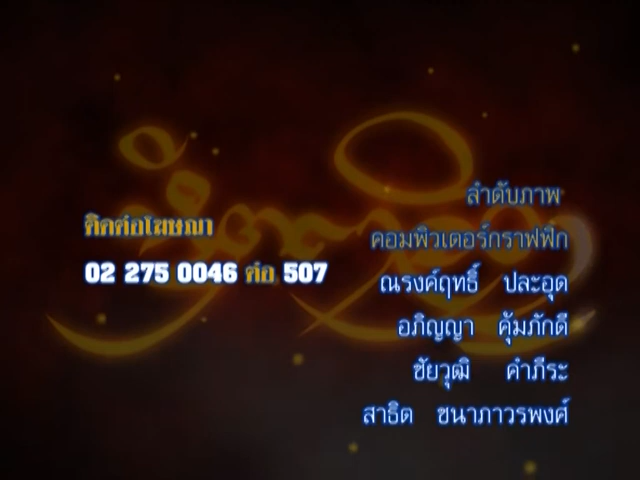 ติดต่อโฆษณา
02 275 0046 ต่อ 507
ลำดับภาพ
คอมพิวเตอร์กราฟฟิก
ณรงค์ฤทธิ์ ปละอุด
อภิญญา คุ้มภักดี
ชัยวุฒิ คำภีระ
สาธิต ชนาภาวรพงศ์